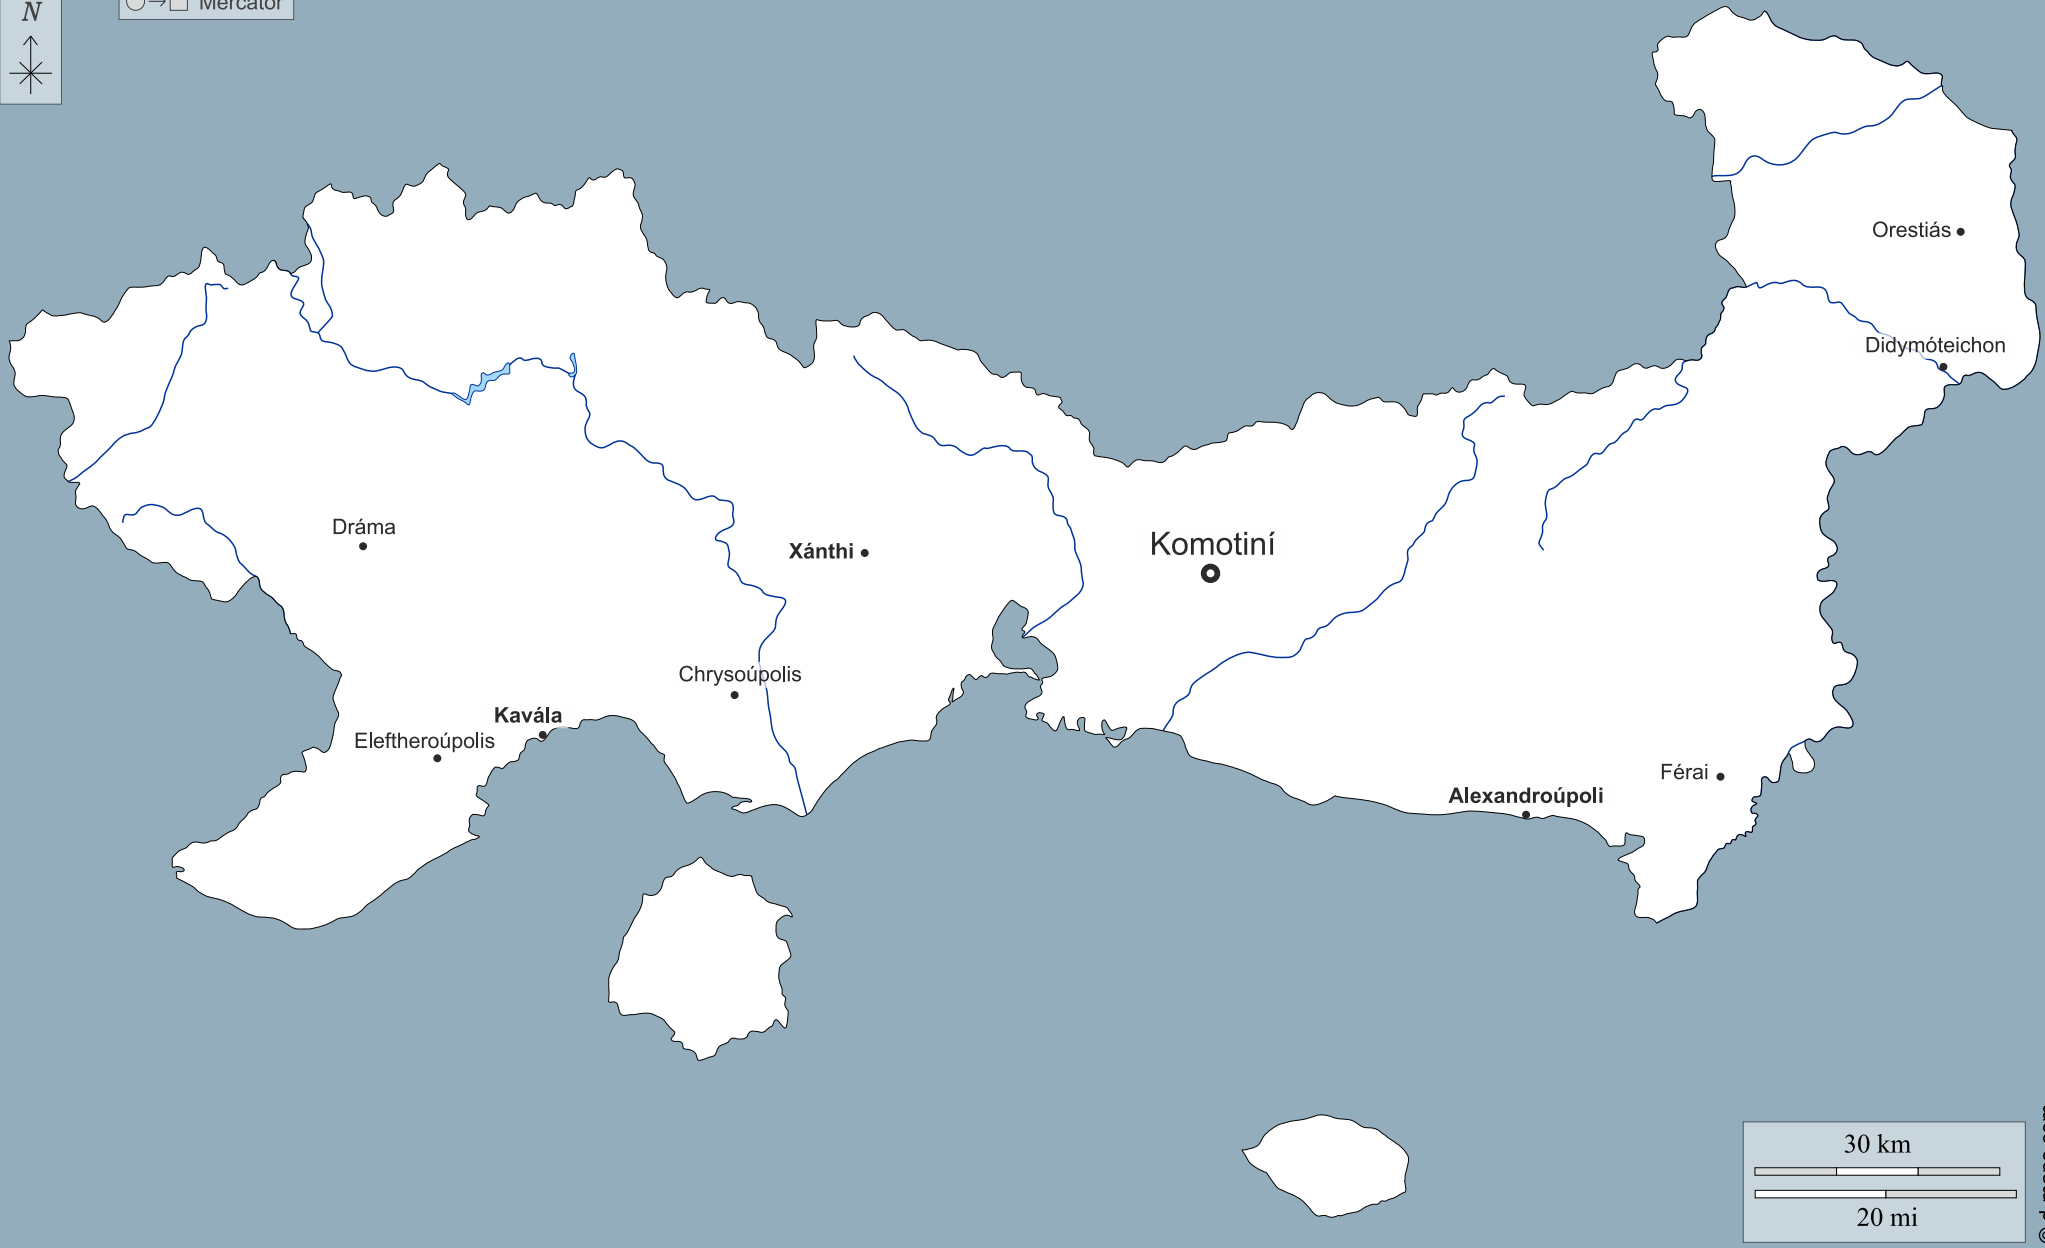 N
Mercator
Orestiás
Didymóteichon
Dráma
Xánthi
Komotiní
Chrysoúpolis
Kavála
Eleftheroúpolis
Férai
Alexandroúpoli
30 km
20 mi